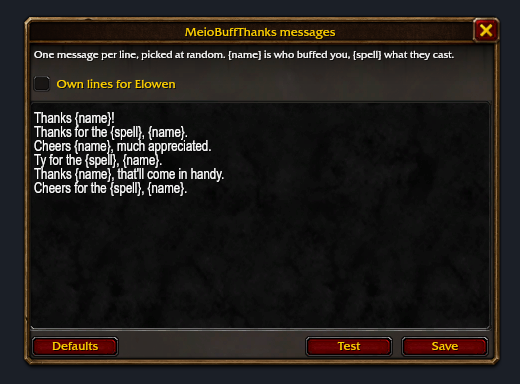 MeioBuffThanks messages
One message per line, picked at random. {name} is who buffed you, {spell} what they cast.
Own lines for Elowen
Thanks {name}!
Thanks for the {spell}, {name}.
Cheers {name}, much appreciated.
Ty for the {spell}, {name}.
Thanks {name}, that'll come in handy.
Cheers for the {spell}, {name}.
Defaults
Test
Save